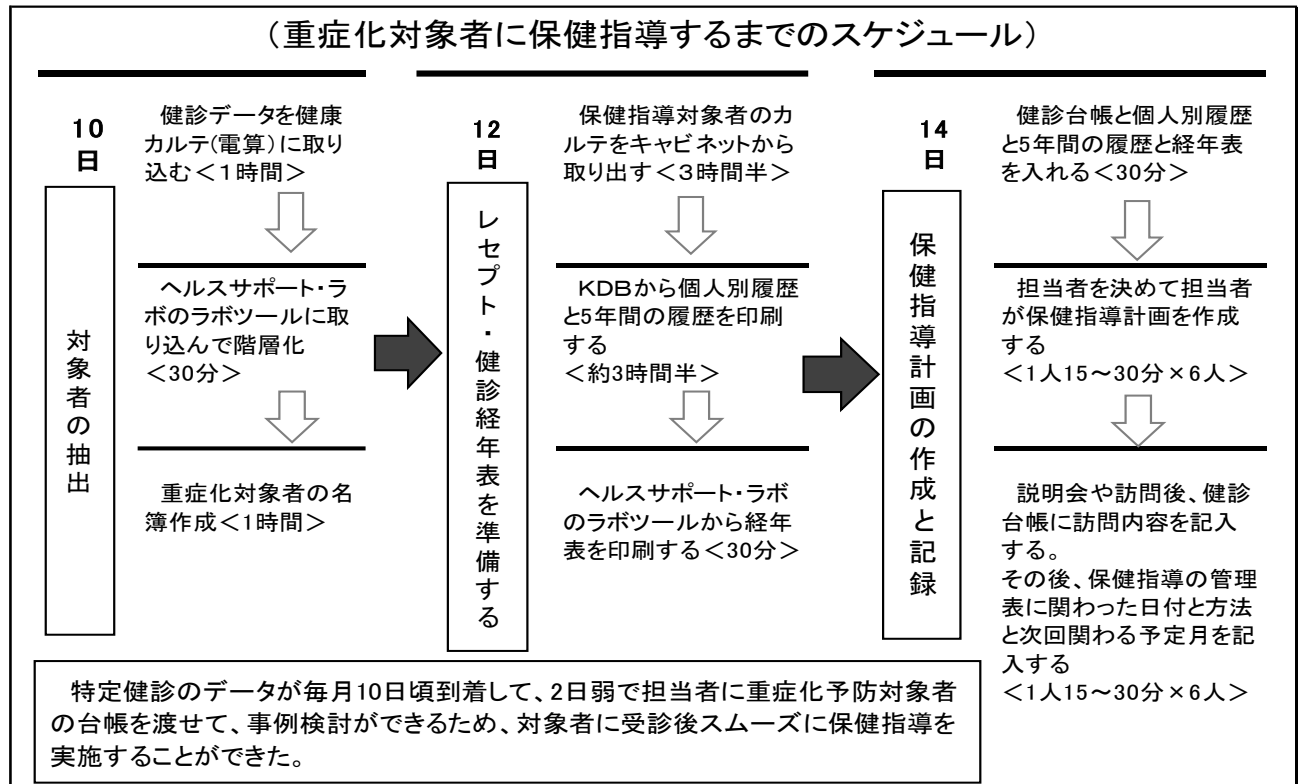 （重症化対象者に保健指導するまでのスケジュール）
10
日
対象者の抽出
健診データを健康
カルテ(電算)に取り
込む＜１時間＞
ヘルスサポート・ラ
ボのラボツールに取
り込んで階層化
＜30分＞
重症化対象者の名
簿作成＜1時間＞
12
日
レセプト・健診経年表を準備する
保健指導対象者のカ
ルテをキャビネットから
取り出す＜３時間半＞
ＫＤＢから個人別履歴
と5年間の履歴を印刷
する
＜約3時間半＞
ヘルスサポート・ラボ
のラボツールから経年
表を印刷する＜30分＞
14
日
保健指導計画の作成と記録
健診台帳と個人別履歴
と5年間の履歴と経年表
を入れる＜30分＞
担当者を決めて担当者
が保健指導計画を作成
する
＜1人15～30分×6人＞
説明会や訪問後、健診
台帳に訪問内容を記入
する。
その後、保健指導の管理
表に関わった日付と方法
と次回関わる予定月を記
入する
＜1人15～30分×6人＞
特定健診のデータが毎月10日頃到着して、2日弱で担当者に重症化予防対象者
の台帳を渡せて、事例検討ができるため、対象者に受診後スムーズに保健指導を
実施することができた。